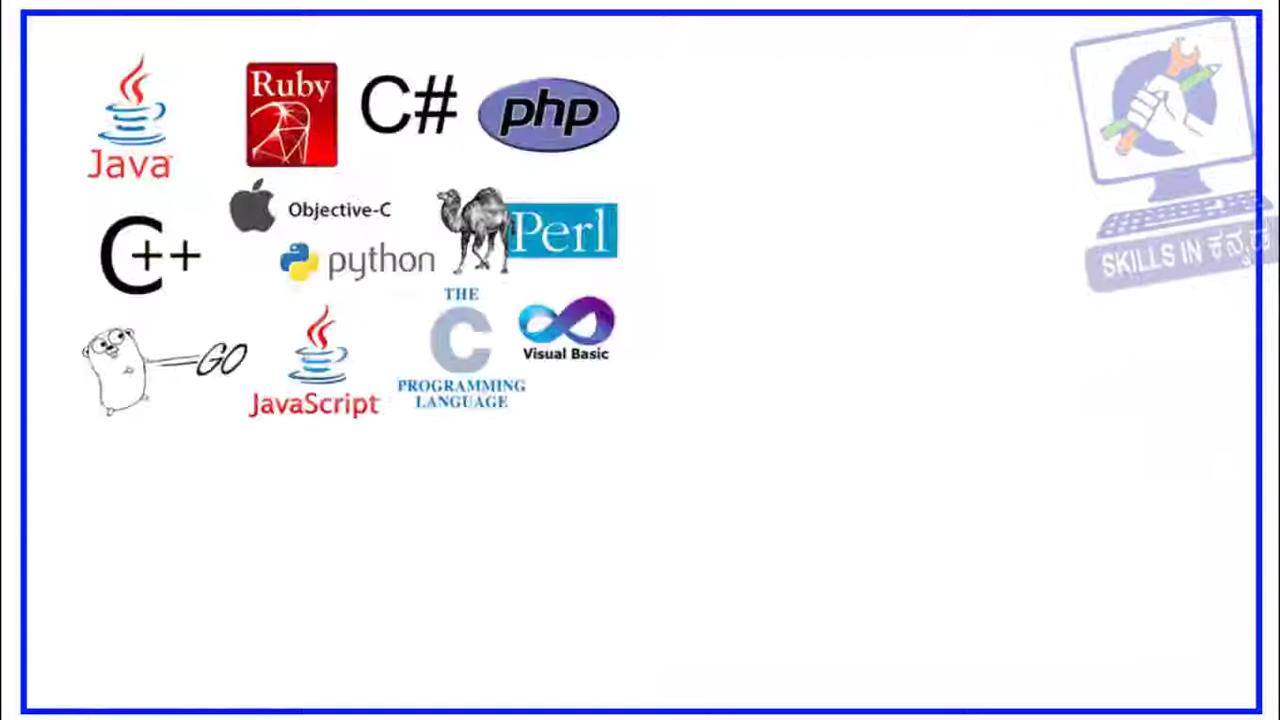 Java
Ruby
C#
php
Objective-C
Perl
C++
python
THE
C
PROGRAMMING
LANGUAGE
Visual Basic
GO
JavaScript
SKILLS IN ಕನ್ನಡ